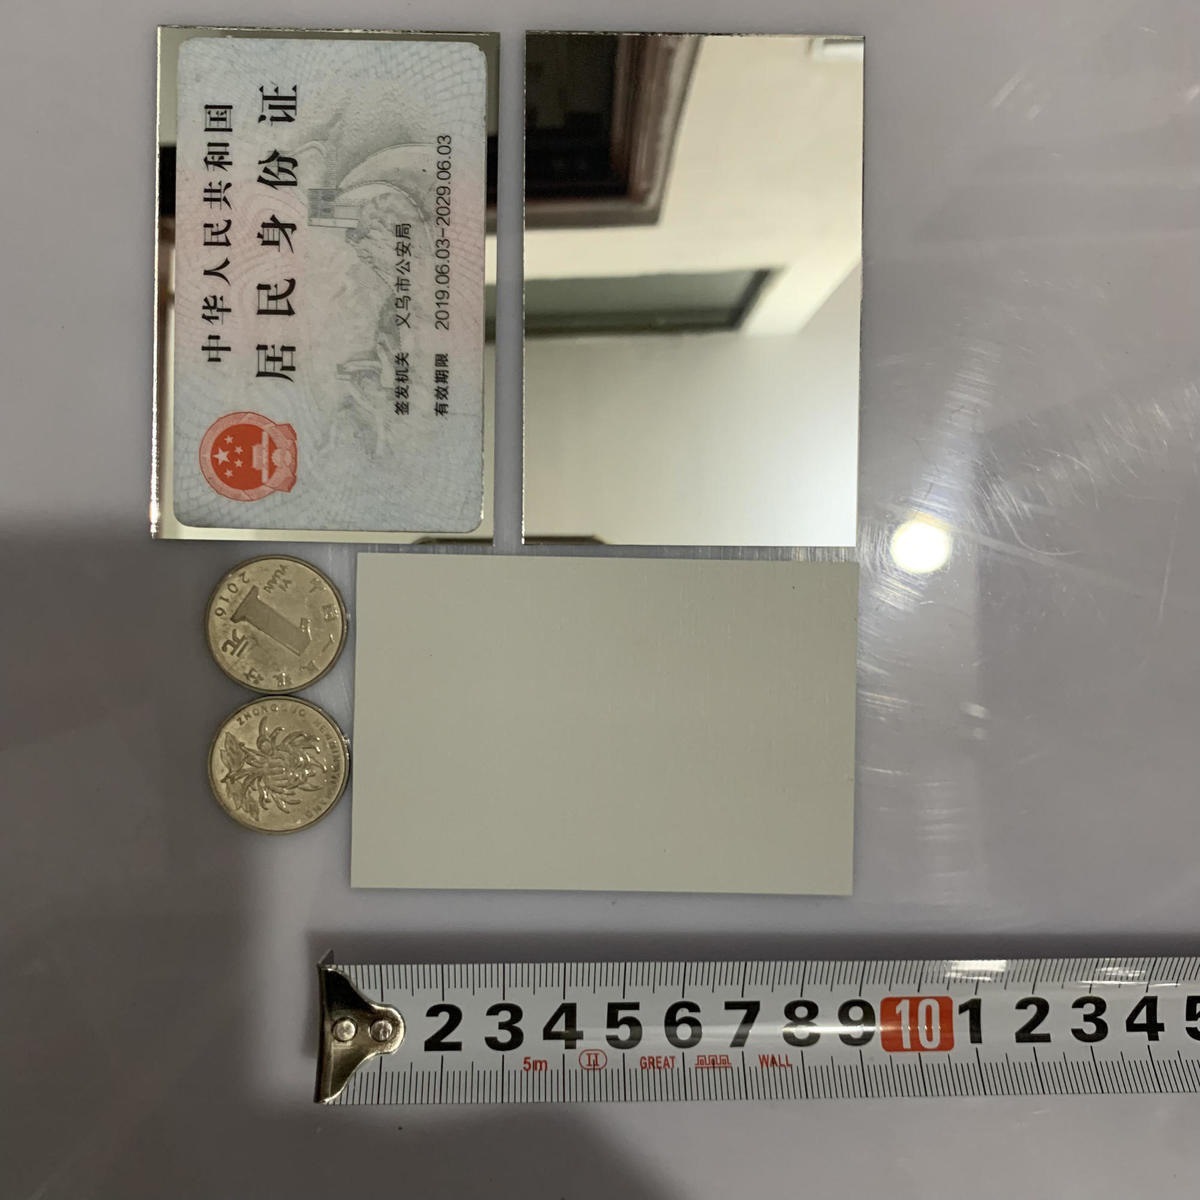 中华人民共和国
居民身份证
签发机关 义乌市公安局
有效期限 2019.06.03-2029.06.03
中国人民银行
YI YUAN
1元
2016
ZHONGGUO RENMIN YINHANG
2 3 4 5 6 7 8 9 10 1 2 3 4 5
5m II GREAT WALL